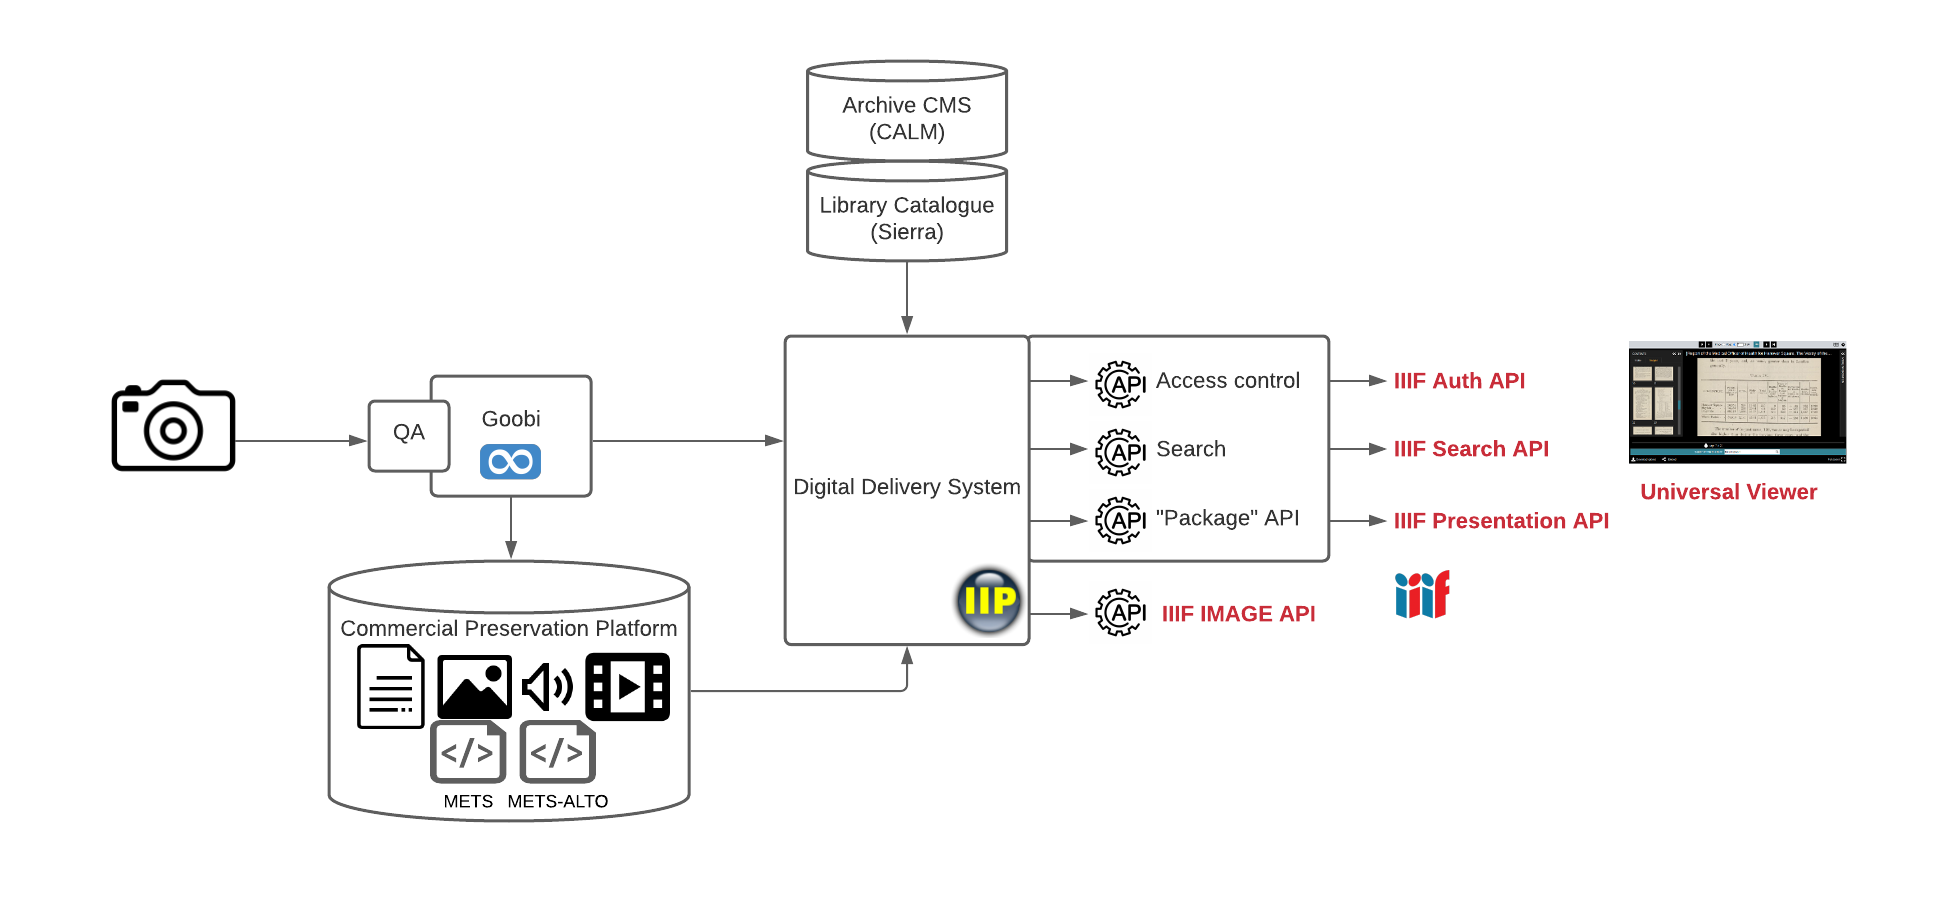 Archive CMS
(CALM)
Library Catalogue
(Sierra)
QA
Goobi
Digital Delivery System
IIP
API
Access control
IIIF Auth API
API
Search
IIIF Search API
API
"Package" API
IIIF Presentation API
API
IIIF IMAGE API
iiif
Universal Viewer
Commercial Preservation Platform
</>
</>
METS
METS-ALTO